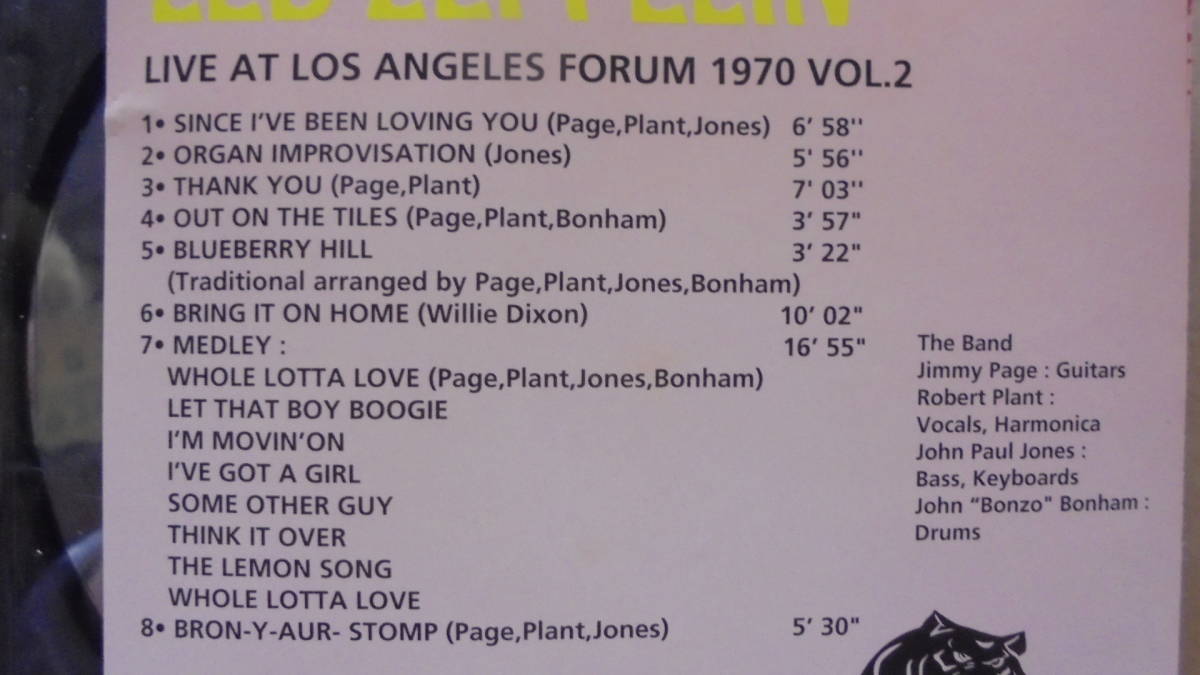 LED ZEPPELIN
LIVE AT LOS ANGELES FORUM 1970 VOL.2
1• SINCE I'VE BEEN LOVING YOU (Page,Plant,Jones) 6' 58''
2• ORGAN IMPROVISATION (Jones) 5' 56''
3• THANK YOU (Page,Plant) 7' 03''
4• OUT ON THE TILES (Page,Plant,Bonham) 3' 57"
5• BLUEBERRY HILL 3' 22"
(Traditional arranged by Page,Plant,Jones,Bonham)
6• BRING IT ON HOME (Willie Dixon) 10' 02"
7• MEDLEY : 16' 55"
WHOLE LOTTA LOVE (Page,Plant,Jones,Bonham)
LET THAT BOY BOOGIE
I'M MOVIN'ON
I'VE GOT A GIRL
SOME OTHER GUY
THINK IT OVER
THE LEMON SONG
WHOLE LOTTA LOVE
8• BRON-Y-AUR- STOMP (Page,Plant,Jones) 5' 30"
The Band
Jimmy Page : Guitars
Robert Plant :
Vocals, Harmonica
John Paul Jones :
Bass, Keyboards
John “Bonzo" Bonham :
Drums